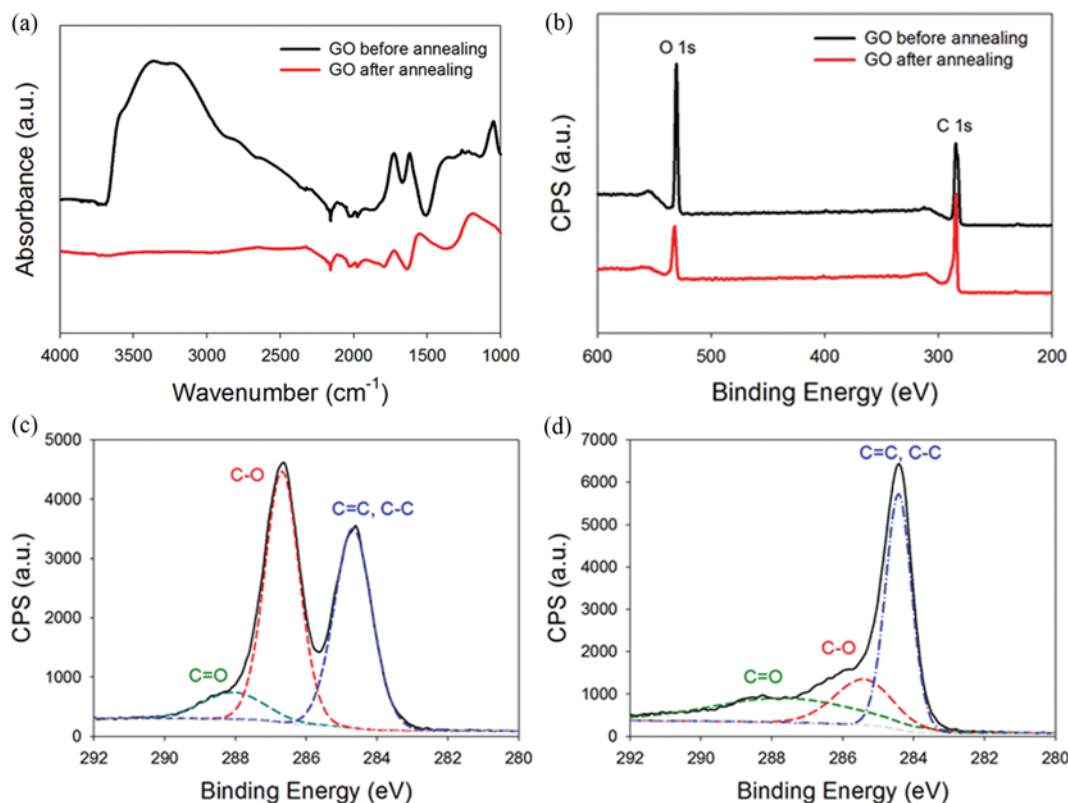 (a)
GO before annealing
GO after annealing
Absorbance (a.u.)
4000 3500 3000 2500 2000 1500 1000
Wavenumber (cm⁻¹)
(b)
GO before annealing
GO after annealing
O 1s
C 1s
CPS (a.u.)
600 500 400 300 200
Binding Energy (eV)
(c)
5000
4000
3000
2000
1000
0
CPS (a.u.)
C-O
C=C, C-C
C=O
292 290 288 286 284 282 280
Binding Energy (eV)
(d)
7000
6000
5000
4000
3000
2000
1000
0
CPS (a.u.)
C=C, C-C
C-O
C=O
292 290 288 286 284 282 280
Binding Energy (eV)